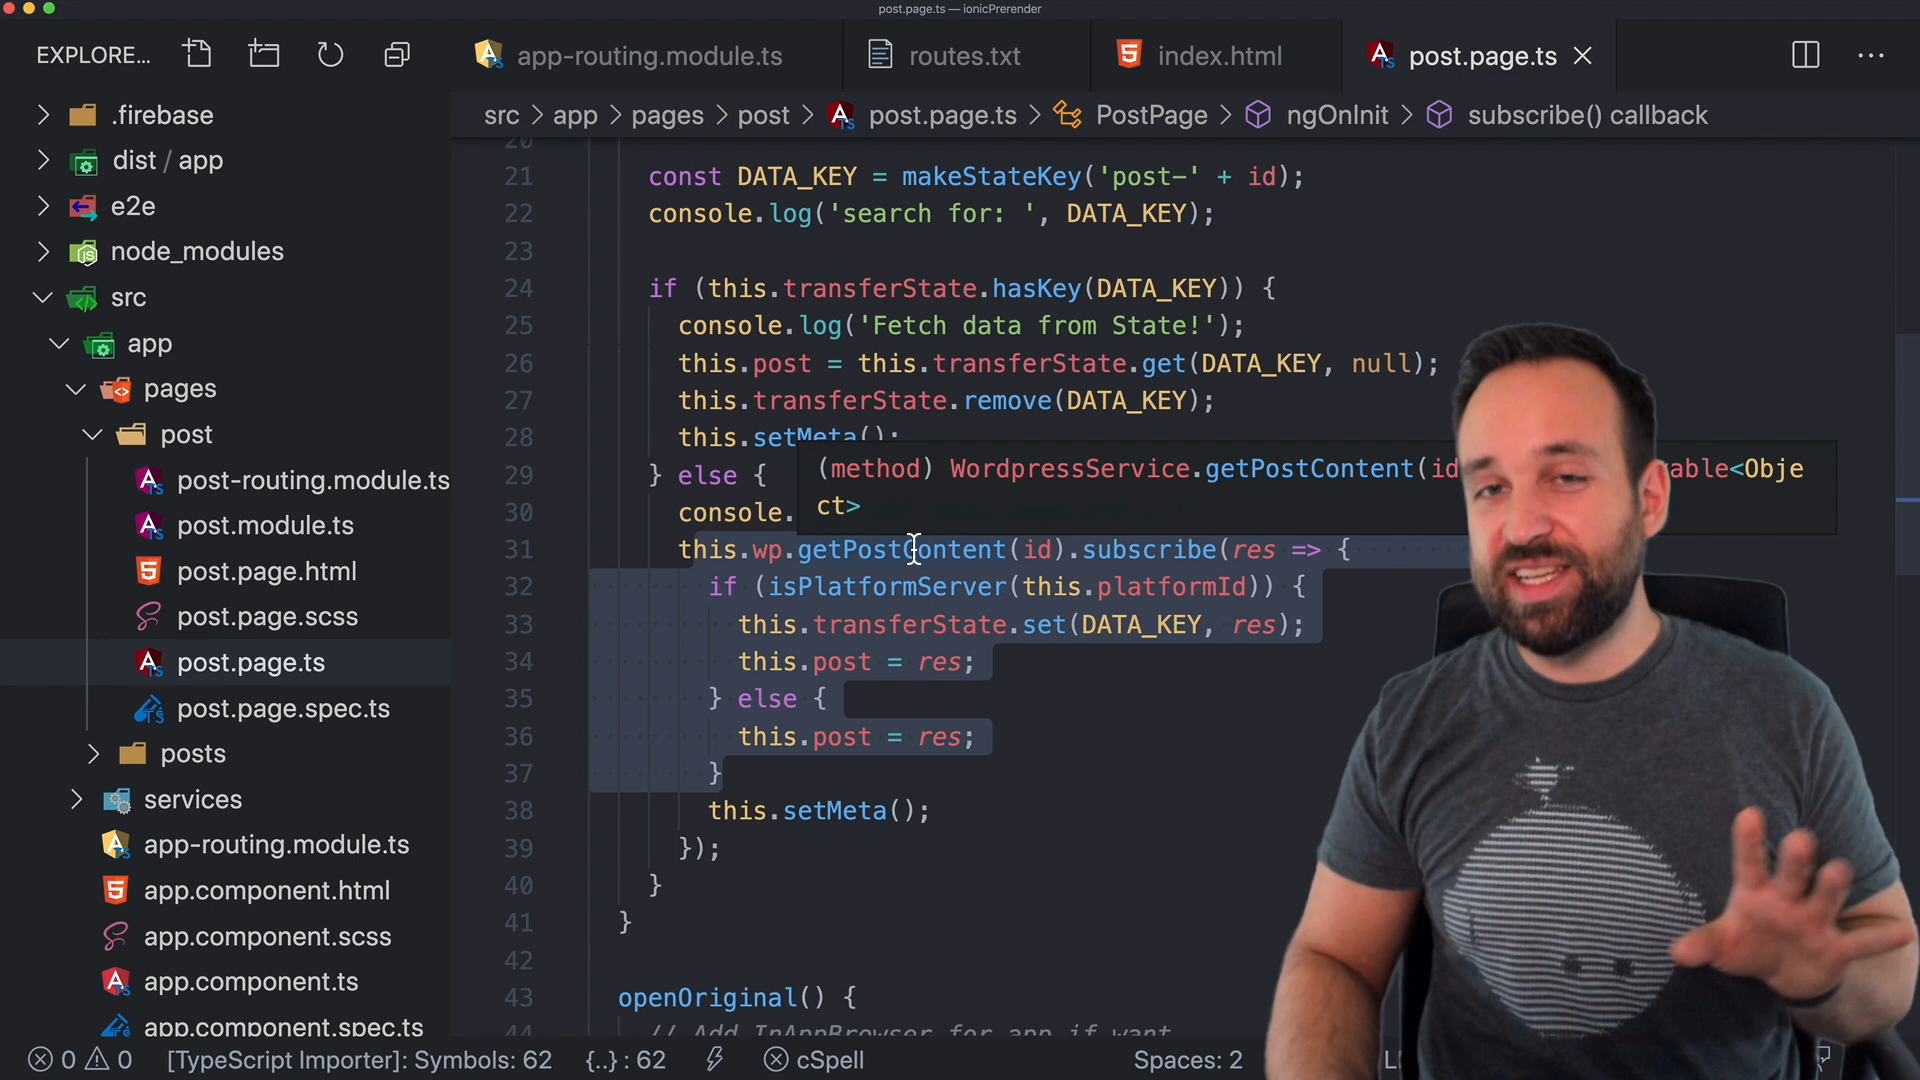 post.page.ts — ionicPrerender
EXPLORE...
app-routing.module.ts
routes.txt
index.html
post.page.ts
src > app > pages > post > post.page.ts > PostPage > ngOnInit > subscribe() callback
.firebase
dist / app
e2e
node_modules
src
app
pages
post
post-routing.module.ts
post.module.ts
post.page.html
post.page.scss
post.page.ts
post.page.spec.ts
posts
services
app-routing.module.ts
app.component.html
app.component.scss
app.component.ts
app.component.spec.ts
20
21 const DATA_KEY = makeStateKey('post-' + id);
22 console.log('search for: ', DATA_KEY);
23
24 if (this.transferState.hasKey(DATA_KEY)) {
25 console.log('Fetch data from State!');
26 this.post = this.transferState.get(DATA_KEY, null);
27 this.transferState.remove(DATA_KEY);
28 this.setMeta();
(method) WordpressService.getPostContent(id
able<Obje
ct>
29 } else {
30 console.
31 this.wp.getPostContent(id).subscribe(res => {
32 if (isPlatformServer(this.platformId)) {
33 this.transferState.set(DATA_KEY, res);
34 this.post = res;
35 } else {
36 this.post = res;
37 }
38 this.setMeta();
39 });
40 }
41 }
42
43 openOriginal() {
44 // Add InAppBrowser for app if want
0 0 [TypeScript Importer]: Symbols: 62 {..} : 62 cSpell Spaces: 2